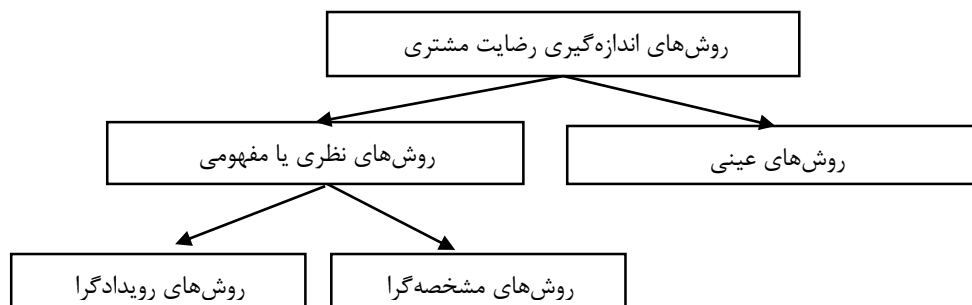 روش‌های اندازه‌گیری رضایت مشتری
روش‌های عینی
روش‌های نظری یا مفهومی
روش‌های مشخصه‌گرا
روش‌های رویدادگرا